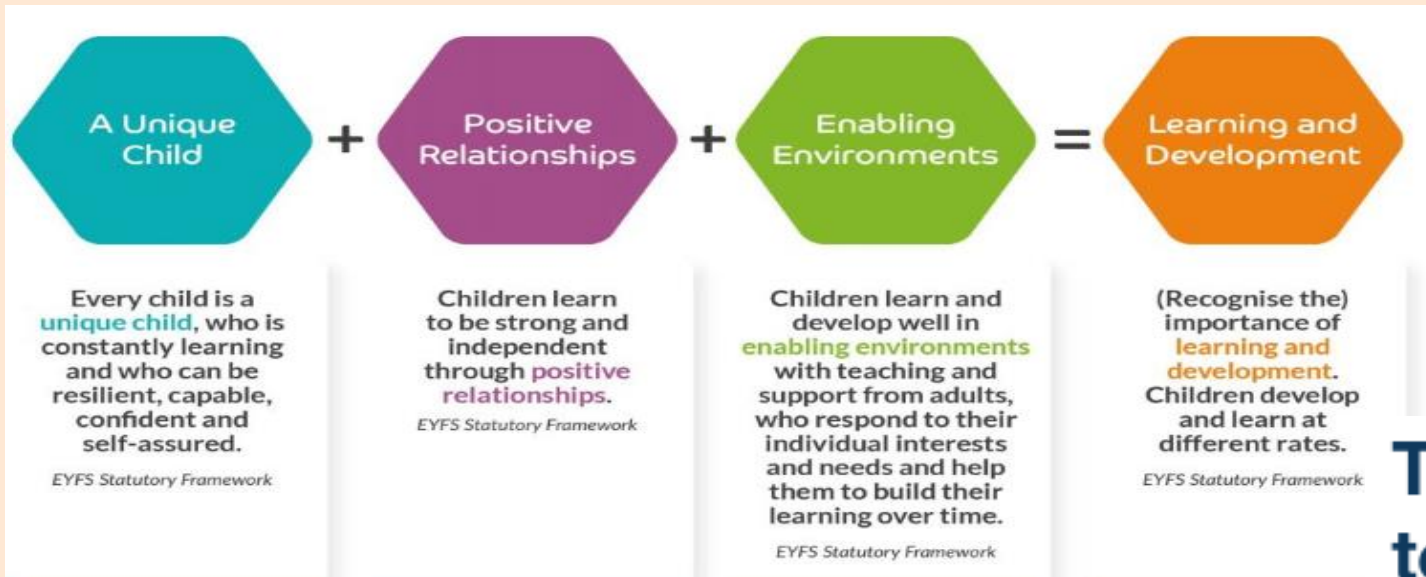 A Unique
Child
+
Positive
Relationships
+
Enabling
Environments
=
Learning and
Development
Every child is a
unique child, who is
constantly learning
and who can be
resilient, capable,
confident and
self-assured.
EYFS Statutory Framework
Children learn
to be strong and
independent
through positive
relationships.
EYFS Statutory Framework
Children learn and
develop well in
enabling environments
with teaching and
support from adults,
who respond to their
individual interests
and needs and help
them to build their
learning over time.
EYFS Statutory Framework
(Recognise the)
importance of
learning and
development.
Children develop
and learn at
different rates.
EYFS Statutory Framework